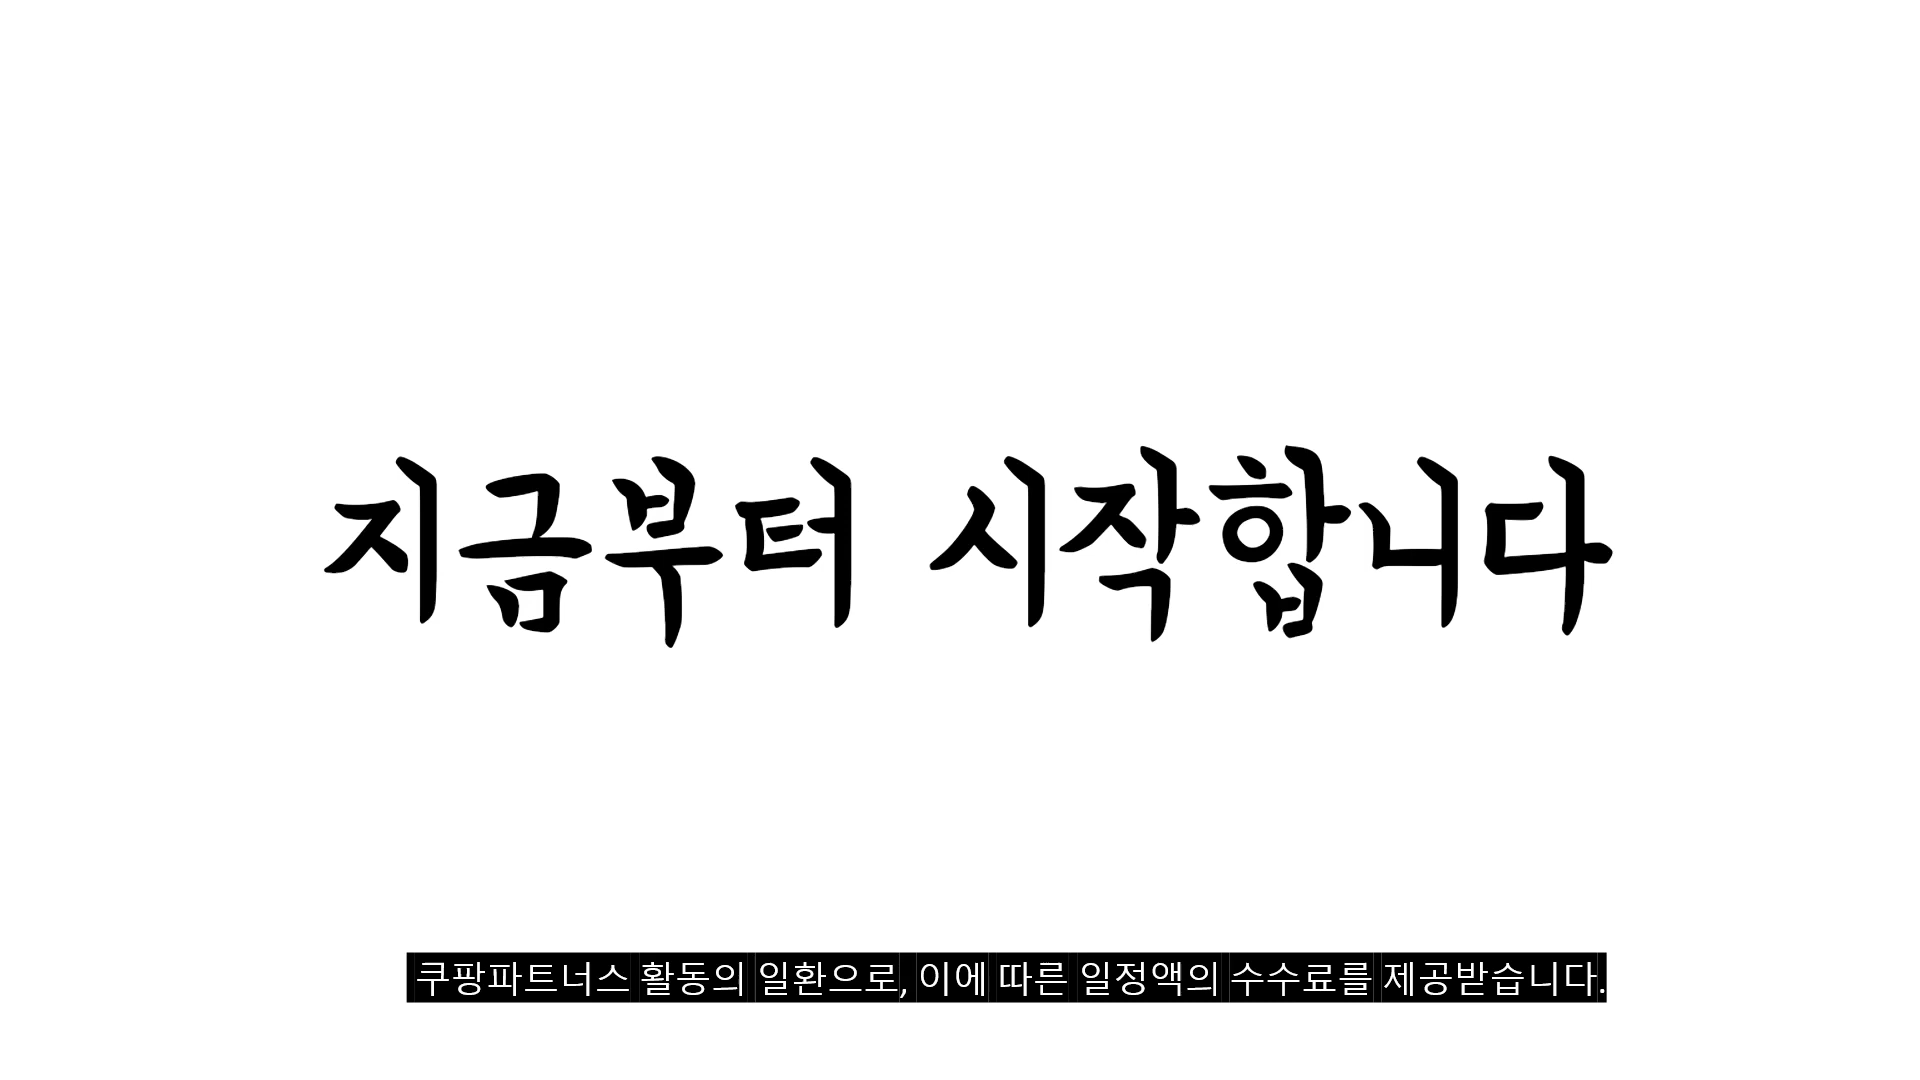 지금부터 시작합니다
쿠팡파트너스 활동의 일환으로, 이에 따른 일정액의 수수료를 제공받습니다.